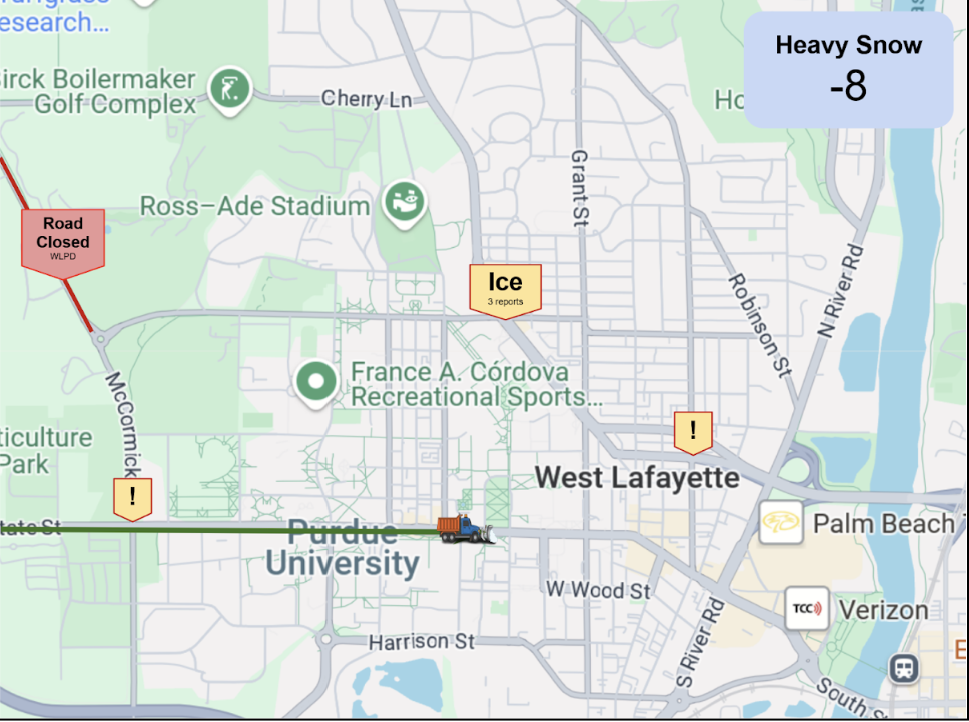 esearch...
Birck Boilermaker
Golf Complex
Cherry Ln
Heavy Snow
-8
Ho
Grant St
Ross–Ade Stadium
Road
Closed
WLPD
Ice
3 reports
N River Rd
Robinson St
France A. Córdova
Recreational Sports...
McCormick
ticulture
Park
!
!
West Lafayette
tate St
Purdue
University
Palm Beach
W Wood St
TCC
Verizon
Harrison St
S River Rd
South S
E